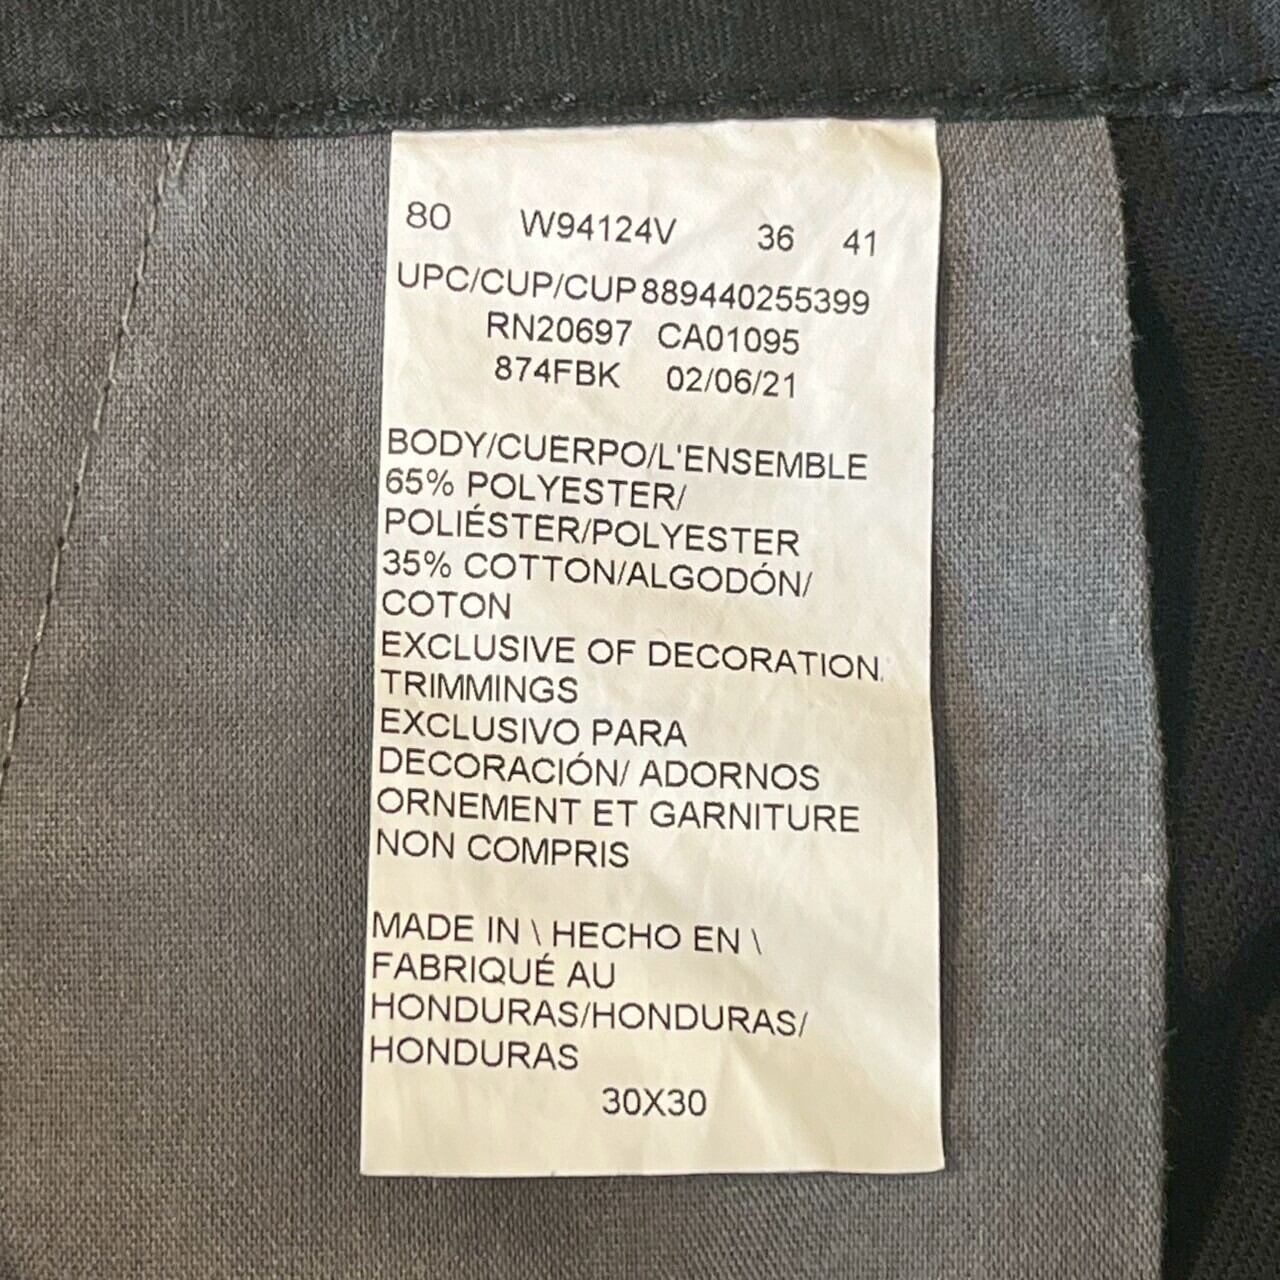 80 W94124V 36 41
UPC/CUP/CUP889440255399
RN20697 CA01095
874FBK 02/06/21
BODY/CUERPO/L'ENSEMBLE
65% POLYESTER/
POLIÉSTER/POLYESTER
35% COTTON/ALGODÓN/
COTON
EXCLUSIVE OF DECORATION.
TRIMMINGS
EXCLUSIVO PARA
DECORACIÓN/ ADORNOS
ORNEMENT ET GARNITURE
NON COMPRIS
MADE IN \ HECHO EN \
FABRIQUÉ AU
HONDURAS/HONDURAS/
HONDURAS
30X30